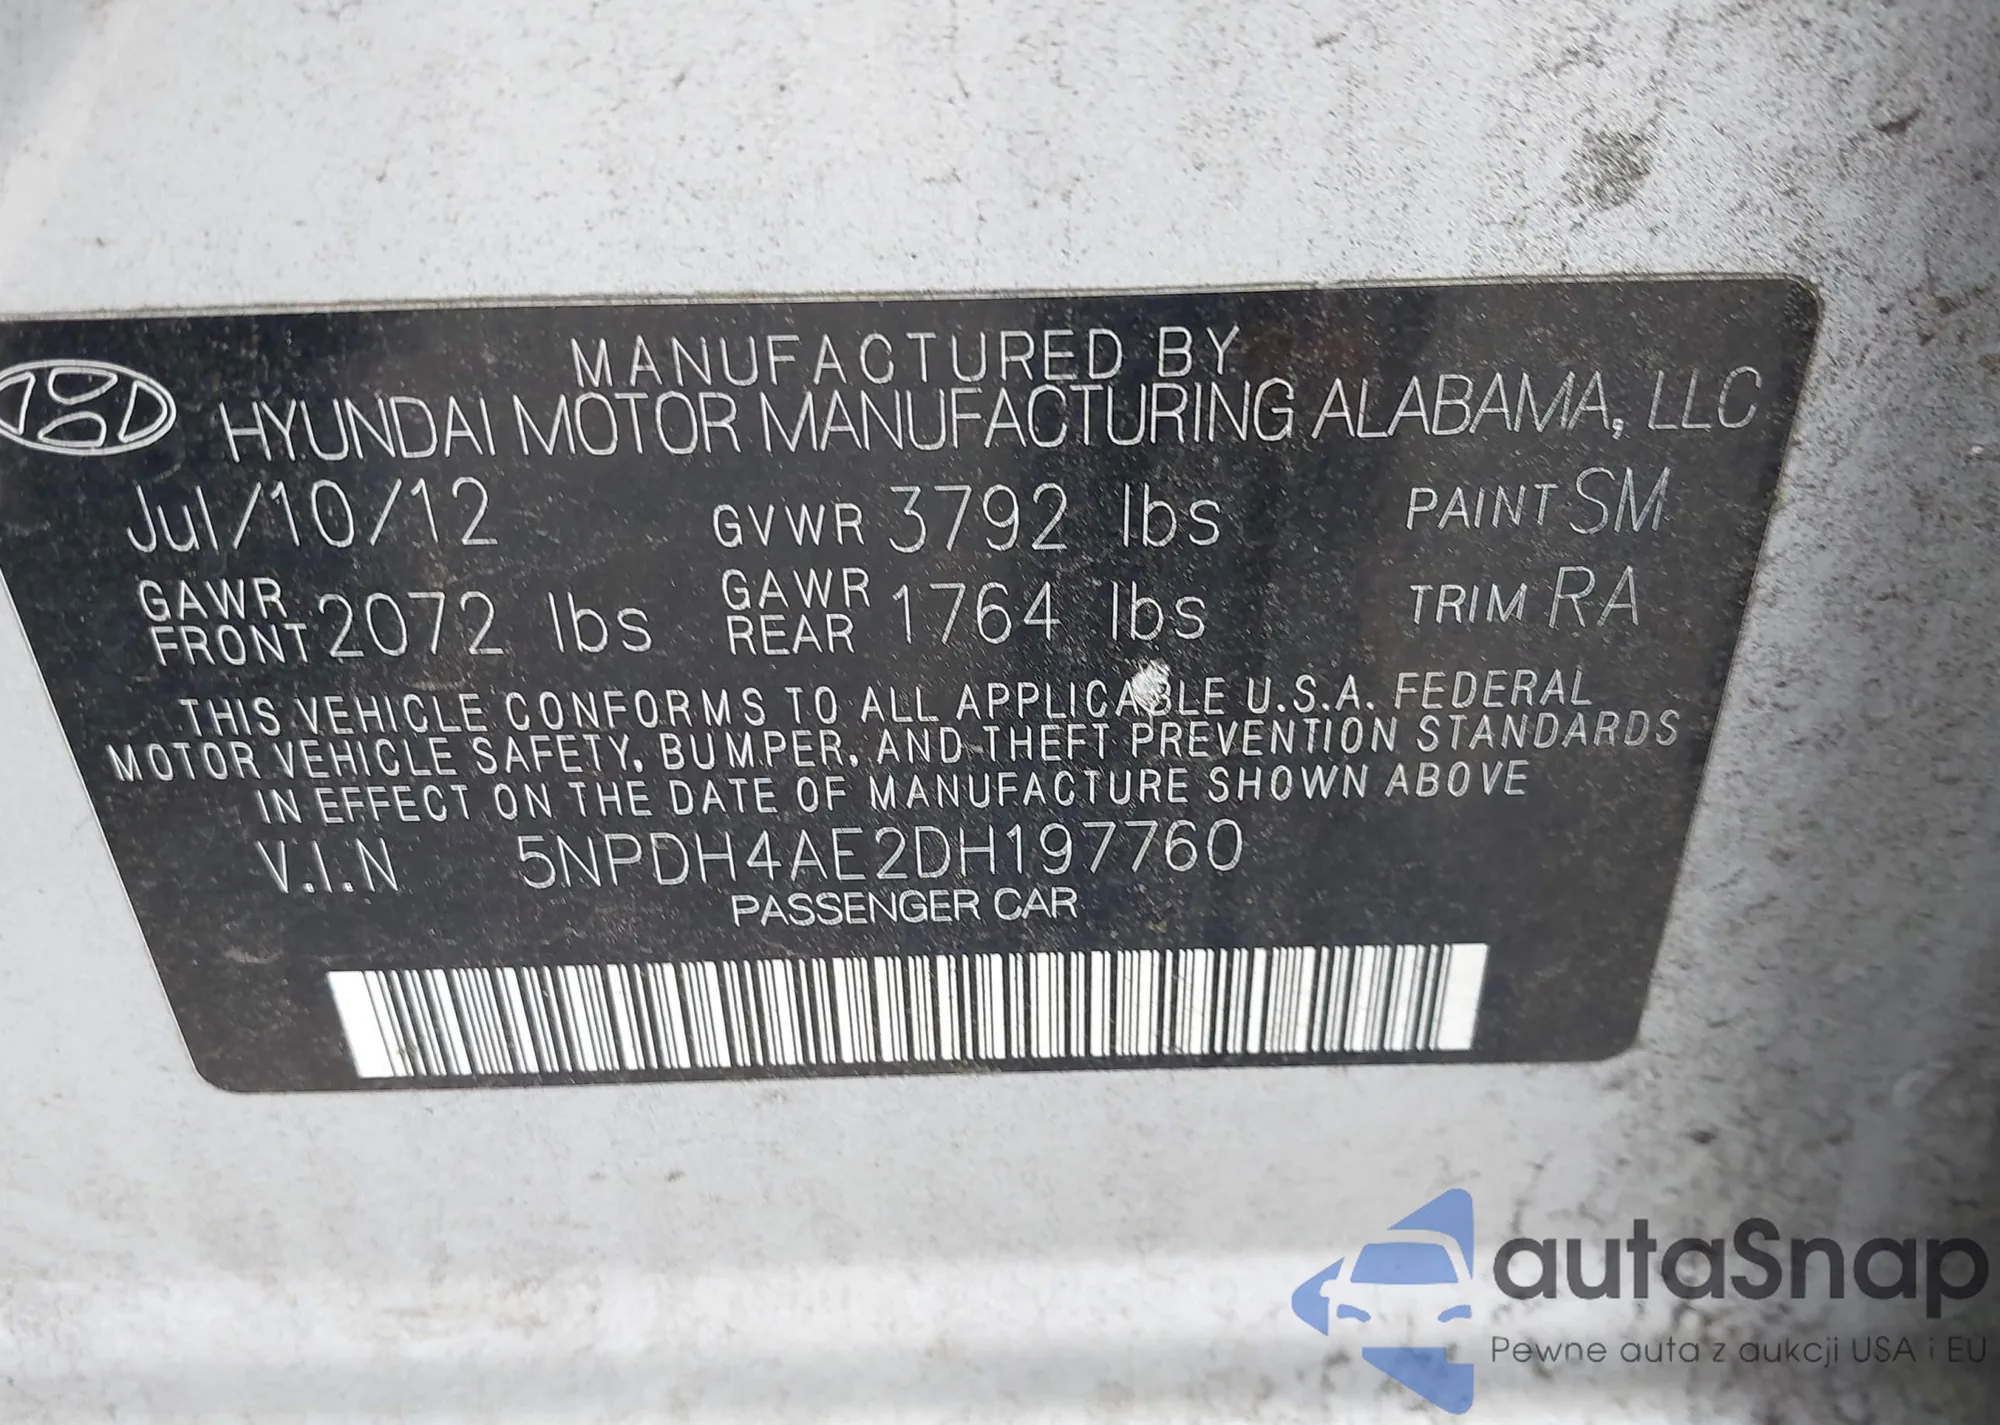 MANUFACTURED BY
HYUNDAI MOTOR MANUFACTURING ALABAMA, LLC
Jul/10/12 GVWR 3792 lbs PAINT SM
GAWR FRONT 2072 lbs GAWR REAR 1764 lbs TRIM RA
THIS VEHICLE CONFORMS TO ALL APPLICABLE U.S.A. FEDERAL
MOTOR VEHICLE SAFETY, BUMPER, AND THEFT PREVENTION STANDARDS
IN EFFECT ON THE DATE OF MANUFACTURE SHOWN ABOVE
V.I.N 5NPDH4AE2DH197760
PASSENGER CAR
autaSnap
Pewne auta z aukcji USA i EU